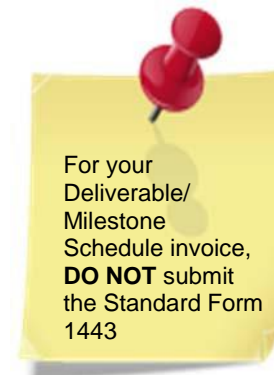 For your
Deliverable/
Milestone
Schedule invoice,
DO NOT submit
the Standard Form
1443